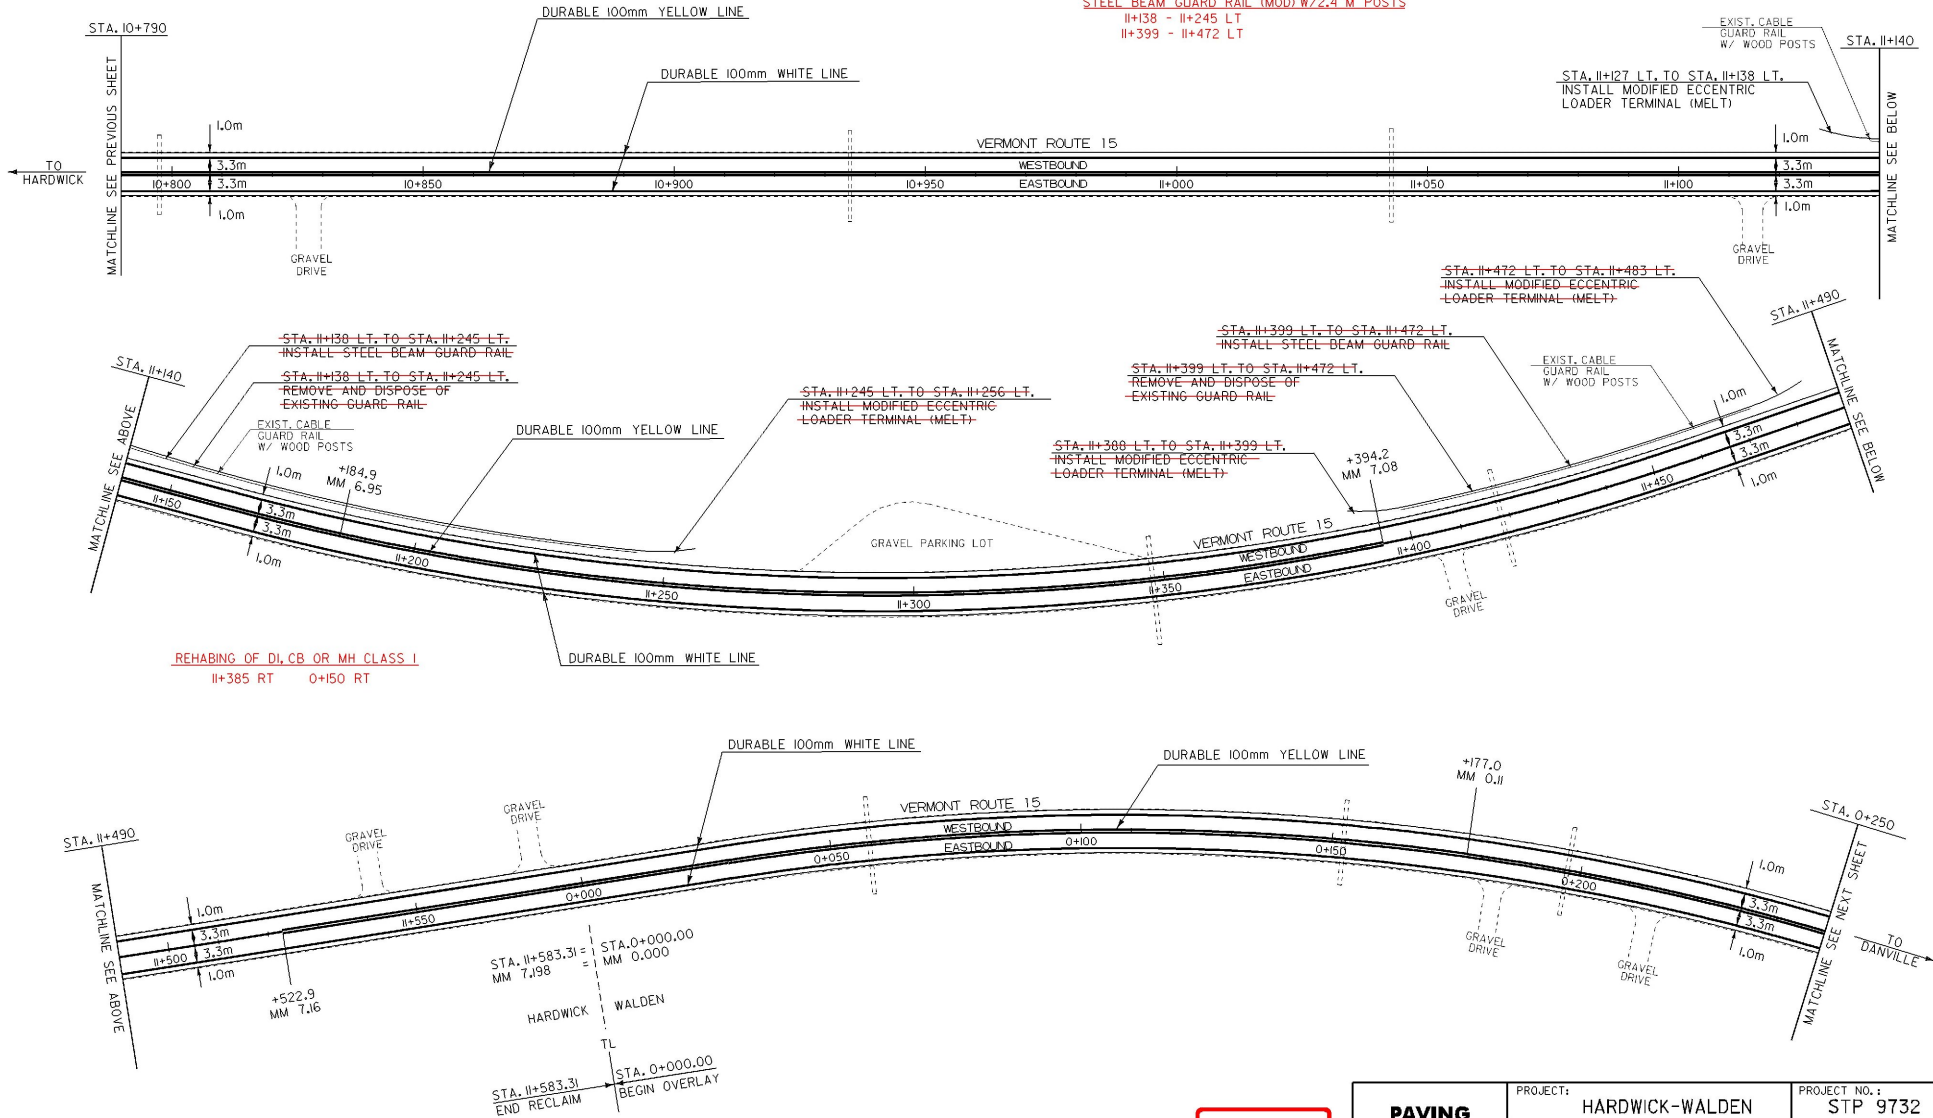 STEEL BEAM GUARD RAIL (MOD) W/2.4 M POSTS
11+138 - 11+245 LT
11+399 - 11+472 LT
DURABLE 100mm YELLOW LINE
STA. 10+790
EXIST. CABLE
GUARD RAIL
W/ WOOD POSTS
STA. 11+140
DURABLE 100mm WHITE LINE
STA. 11+127 LT. TO STA. 11+138 LT.
INSTALL MODIFIED ECCENTRIC
LOADER TERMINAL (MELT)
MATCHLINE SEE PREVIOUS SHEET
MATCHLINE SEE BELOW
1.0m
1.0m
VERMONT ROUTE 15
TO
HARDWICK
3.3m
WESTBOUND
3.3m
10+800
3.3m
10+850
10+900
10+950
EASTBOUND
11+000
11+050
11+100
3.3m
1.0m
1.0m
GRAVEL
DRIVE
GRAVEL
DRIVE
STA. 11+472 LT. TO STA. 11+483 LT.
INSTALL MODIFIED ECCENTRIC
LOADER TERMINAL (MELT)
STA. 11+490
STA. 11+138 LT. TO STA. 11+245 LT.
INSTALL STEEL BEAM GUARD RAIL
STA. 11+399 LT. TO STA. 11+472 LT.
INSTALL STEEL BEAM GUARD RAIL
STA. 11+140
STA. 11+138 LT. TO STA. 11+245 LT.
REMOVE AND DISPOSE OF
EXISTING GUARD RAIL
STA. 11+399 LT. TO STA. 11+472 LT.
REMOVE AND DISPOSE OF
EXISTING GUARD RAIL
EXIST. CABLE
GUARD RAIL
W/ WOOD POSTS
STA. 11+245 LT. TO STA. 11+256 LT.
INSTALL MODIFIED ECCENTRIC
LOADER TERMINAL (MELT)
EXIST. CABLE
GUARD RAIL
W/ WOOD POSTS
DURABLE 100mm YELLOW LINE
STA. 11+388 LT. TO STA. 11+399 LT.
INSTALL MODIFIED ECCENTRIC
LOADER TERMINAL (MELT)
MATCHLINE SEE ABOVE
MATCHLINE SEE BELOW
+184.9
MM 6.95
+394.2
MM 7.08
1.0m
3.3m
3.3m
1.0m
1.0m
3.3m
3.3m
1.0m
11+150
11+200
11+250
11+300
11+350
11+400
11+450
GRAVEL PARKING LOT
VERMONT ROUTE 15
WESTBOUND
EASTBOUND
GRAVEL
DRIVE
REHABING OF DI, CB OR MH CLASS I
11+385 RT 0+150 RT
DURABLE 100mm WHITE LINE
DURABLE 100mm WHITE LINE
DURABLE 100mm YELLOW LINE
+177.0
MM 0.11
STA. 11+490
GRAVEL
DRIVE
GRAVEL
DRIVE
VERMONT ROUTE 15
WESTBOUND
EASTBOUND
STA. 0+250
MATCHLINE SEE ABOVE
MATCHLINE SEE NEXT SHEET
1.0m
3.3m
3.3m
1.0m
11+500
11+550
0+000
0+050
0+100
0+150
0+200
1.0m
3.3m
3.3m
1.0m
GRAVEL
DRIVE
GRAVEL
DRIVE
TO
DANVILLE
+522.9
MM 7.16
STA. 11+583.31 = STA. 0+000.00
MM 7.198 = MM 0.000
HARDWICK WALDEN
TL
STA. 11+583.31 STA. 0+000.00
END RECLAIM BEGIN OVERLAY
PAVING
PROJECT:
HARDWICK-WALDEN
PROJECT NO.:
STP 9732